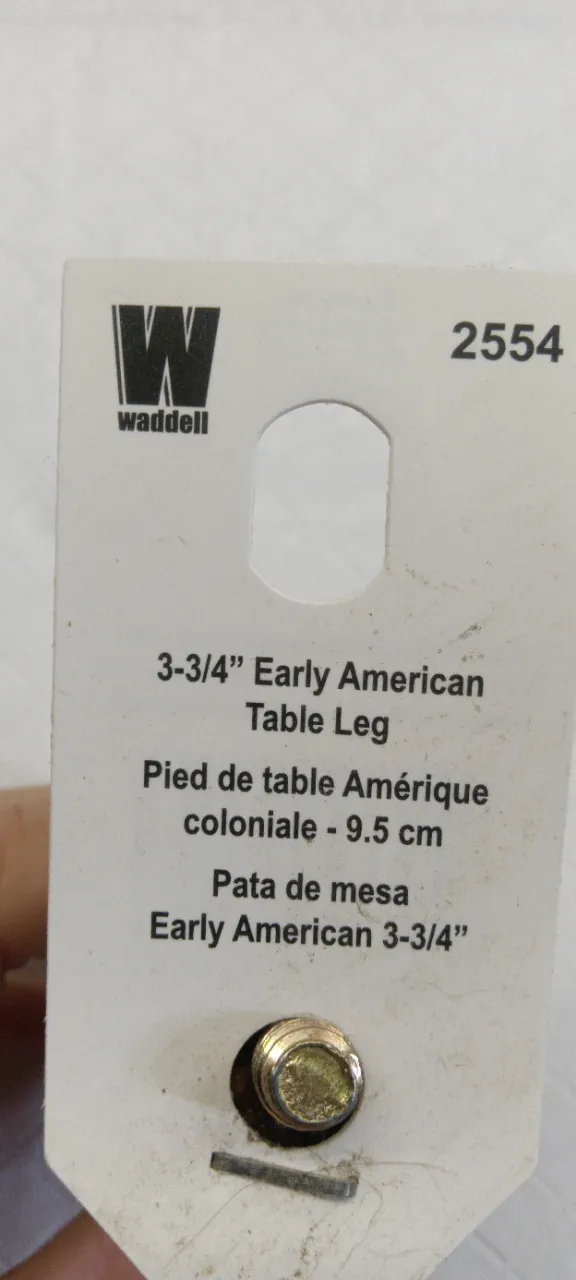 W
waddell
2554
3-3/4” Early American
Table Leg
Pied de table Amérique
coloniale - 9.5 cm
Pata de mesa
Early American 3-3/4”